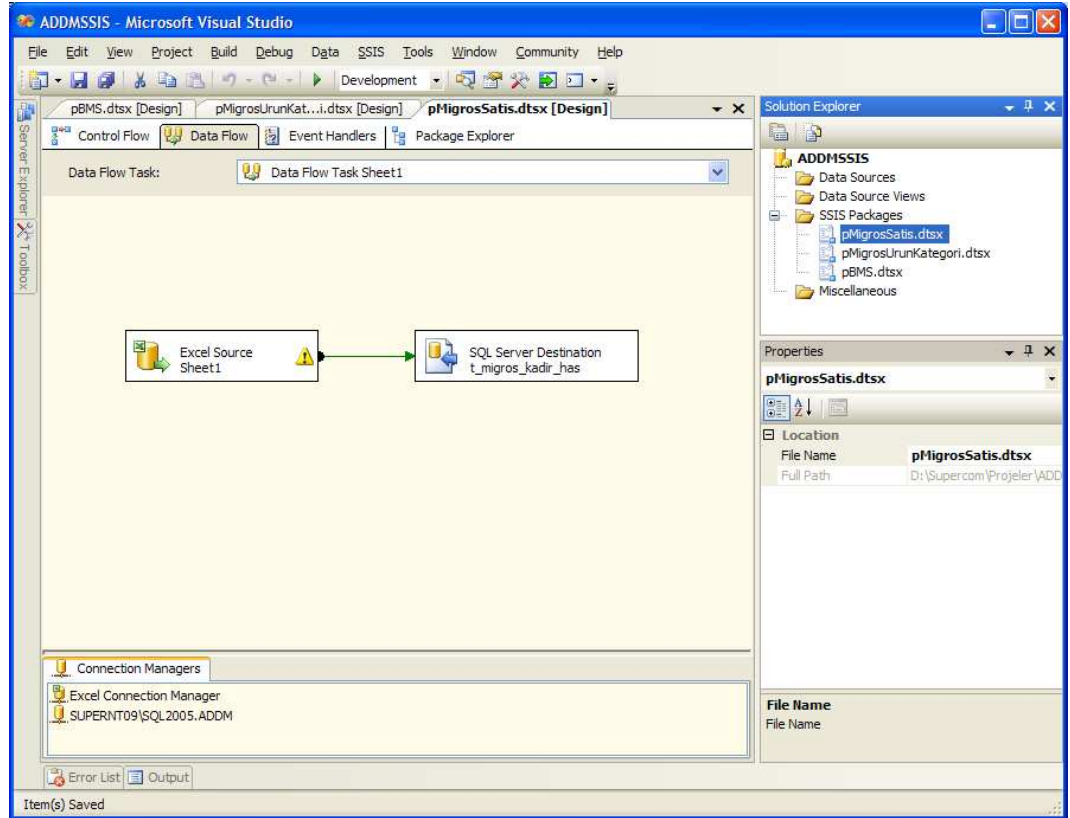 ADDMSSIS - Microsoft Visual Studio
File Edit View Project Build Debug Data SSIS Tools Window Community Help
Development
pBMS.dtsx [Design] pMigrosUrunKat...i.dtsx [Design] pMigrosSatis.dtsx [Design]
Control Flow Data Flow Event Handlers Package Explorer
Data Flow Task: Data Flow Task Sheet1
Server Explorer
Toolbox
Excel Source
Sheet1
SQL Server Destination
t_migros_kadir_has
Connection Managers
Excel Connection Manager
SUPERNT09\SQL2005.ADDM
Solution Explorer
ADDMSSIS
Data Sources
Data Source Views
SSIS Packages
pMigrosSatis.dtsx
pMigrosUrunKategori.dtsx
pBMS.dtsx
Miscellaneous
Properties
pMigrosSatis.dtsx
Location
File Name pMigrosSatis.dtsx
Full Path D:\Supercom\Projeler\ADD
File Name
File Name
Error List Output
Item(s) Saved